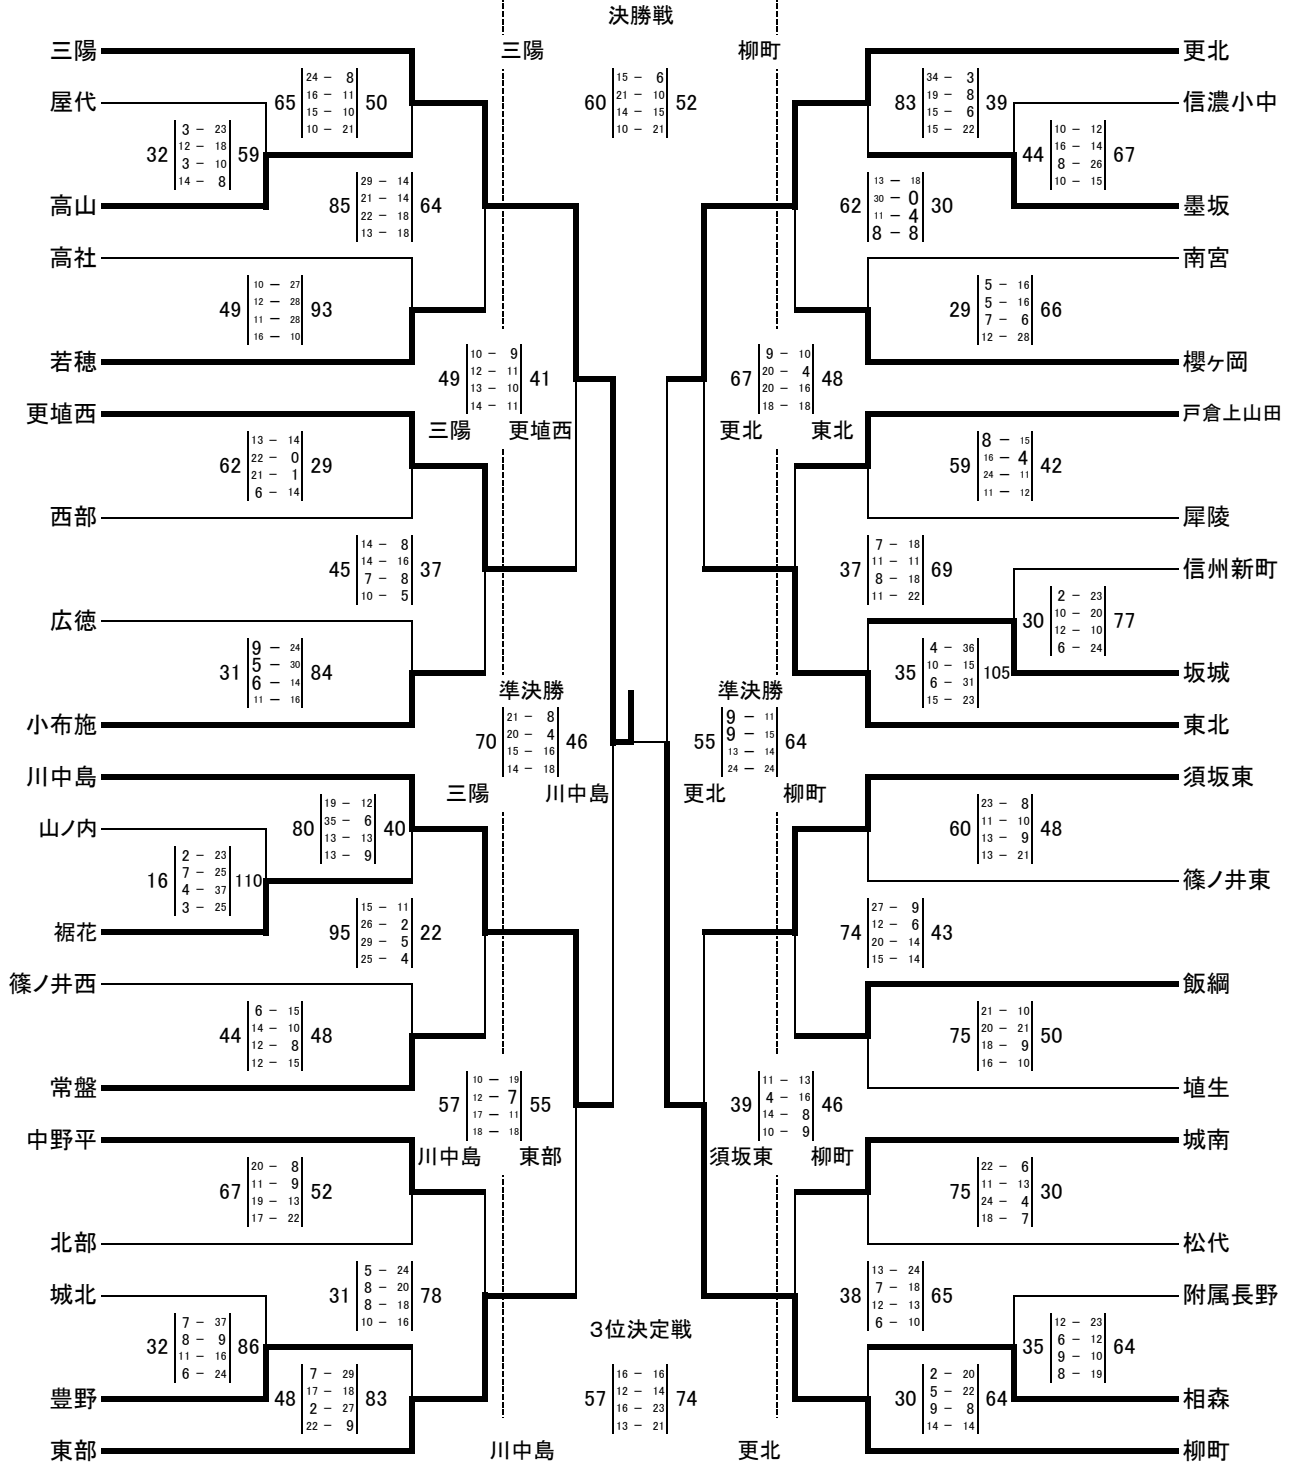 決勝戦
三陽 柳町
60 15 - 6 52
21 - 10
14 - 15
10 - 21
三陽
屋代
高山
高社
若穂
更埴西
西部
広徳
小布施
川中島
山ノ内
裾花
篠ノ井西
常盤
中野平
北部
城北
豊野
東部
65 24 - 8 50
16 - 11
15 - 10
10 - 21
32 3 - 23 59
12 - 18
3 - 10
14 - 8
85 29 - 14 64
21 - 14
22 - 18
13 - 18
49 10 - 27 93
12 - 28
11 - 28
16 - 10
49 10 - 9 41
12 - 11
13 - 10
14 - 11
三陽 更埴西
62 13 - 14 29
22 - 0
21 - 1
6 - 14
45 14 - 8 37
14 - 16
7 - 8
10 - 5
31 9 - 24 84
5 - 30
6 - 14
11 - 16
準決勝
70 21 - 8 46
20 - 4
15 - 16
14 - 18
三陽 川中島
80 19 - 12 40
35 - 6
13 - 13
13 - 9
16 2 - 23 110
7 - 25
4 - 37
3 - 25
95 15 - 11 22
26 - 2
29 - 5
25 - 4
44 6 - 15 48
14 - 10
12 - 8
12 - 15
57 10 - 19 55
12 - 7
17 - 11
18 - 18
川中島 東部
67 20 - 8 52
11 - 9
19 - 13
17 - 22
31 5 - 24 78
8 - 20
8 - 18
10 - 16
32 7 - 37 86
8 - 9
11 - 16
6 - 24
48 7 - 29 83
17 - 18
2 - 27
22 - 9
更北
信濃小中
墨坂
南宮
櫻ヶ岡
戸倉上山田
犀陵
信州新町
坂城
東北
須坂東
篠ノ井東
飯綱
埴生
城南
松代
附属長野
相森
柳町
83 34 - 3 39
19 - 8
15 - 6
15 - 22
44 10 - 12 67
16 - 14
8 - 26
10 - 15
62 13 - 18 30
30 - 0
11 - 4
8 - 8
29 5 - 16 66
5 - 16
7 - 6
12 - 28
67 9 - 10 48
20 - 4
20 - 16
18 - 18
更北 東北
59 8 - 15 42
16 - 4
24 - 11
11 - 12
37 7 - 18 69
11 - 11
8 - 18
11 - 22
30 2 - 23 77
10 - 20
12 - 10
6 - 24
35 4 - 36 105
10 - 15
6 - 31
15 - 23
準決勝
55 9 - 11 64
9 - 15
13 - 14
24 - 24
更北 柳町
60 23 - 8 48
11 - 10
13 - 9
13 - 21
74 27 - 9 43
12 - 6
20 - 14
15 - 14
75 21 - 10 50
20 - 21
18 - 9
16 - 10
39 11 - 13 46
4 - 16
14 - 8
10 - 9
須坂東 柳町
75 22 - 6 30
11 - 13
24 - 4
18 - 7
38 13 - 24 65
7 - 18
12 - 13
6 - 10
35 12 - 23 64
6 - 12
9 - 10
8 - 19
30 2 - 20 64
5 - 22
9 - 8
14 - 14
3位決定戦
57 16 - 16 74
12 - 14
16 - 23
13 - 21
川中島 更北